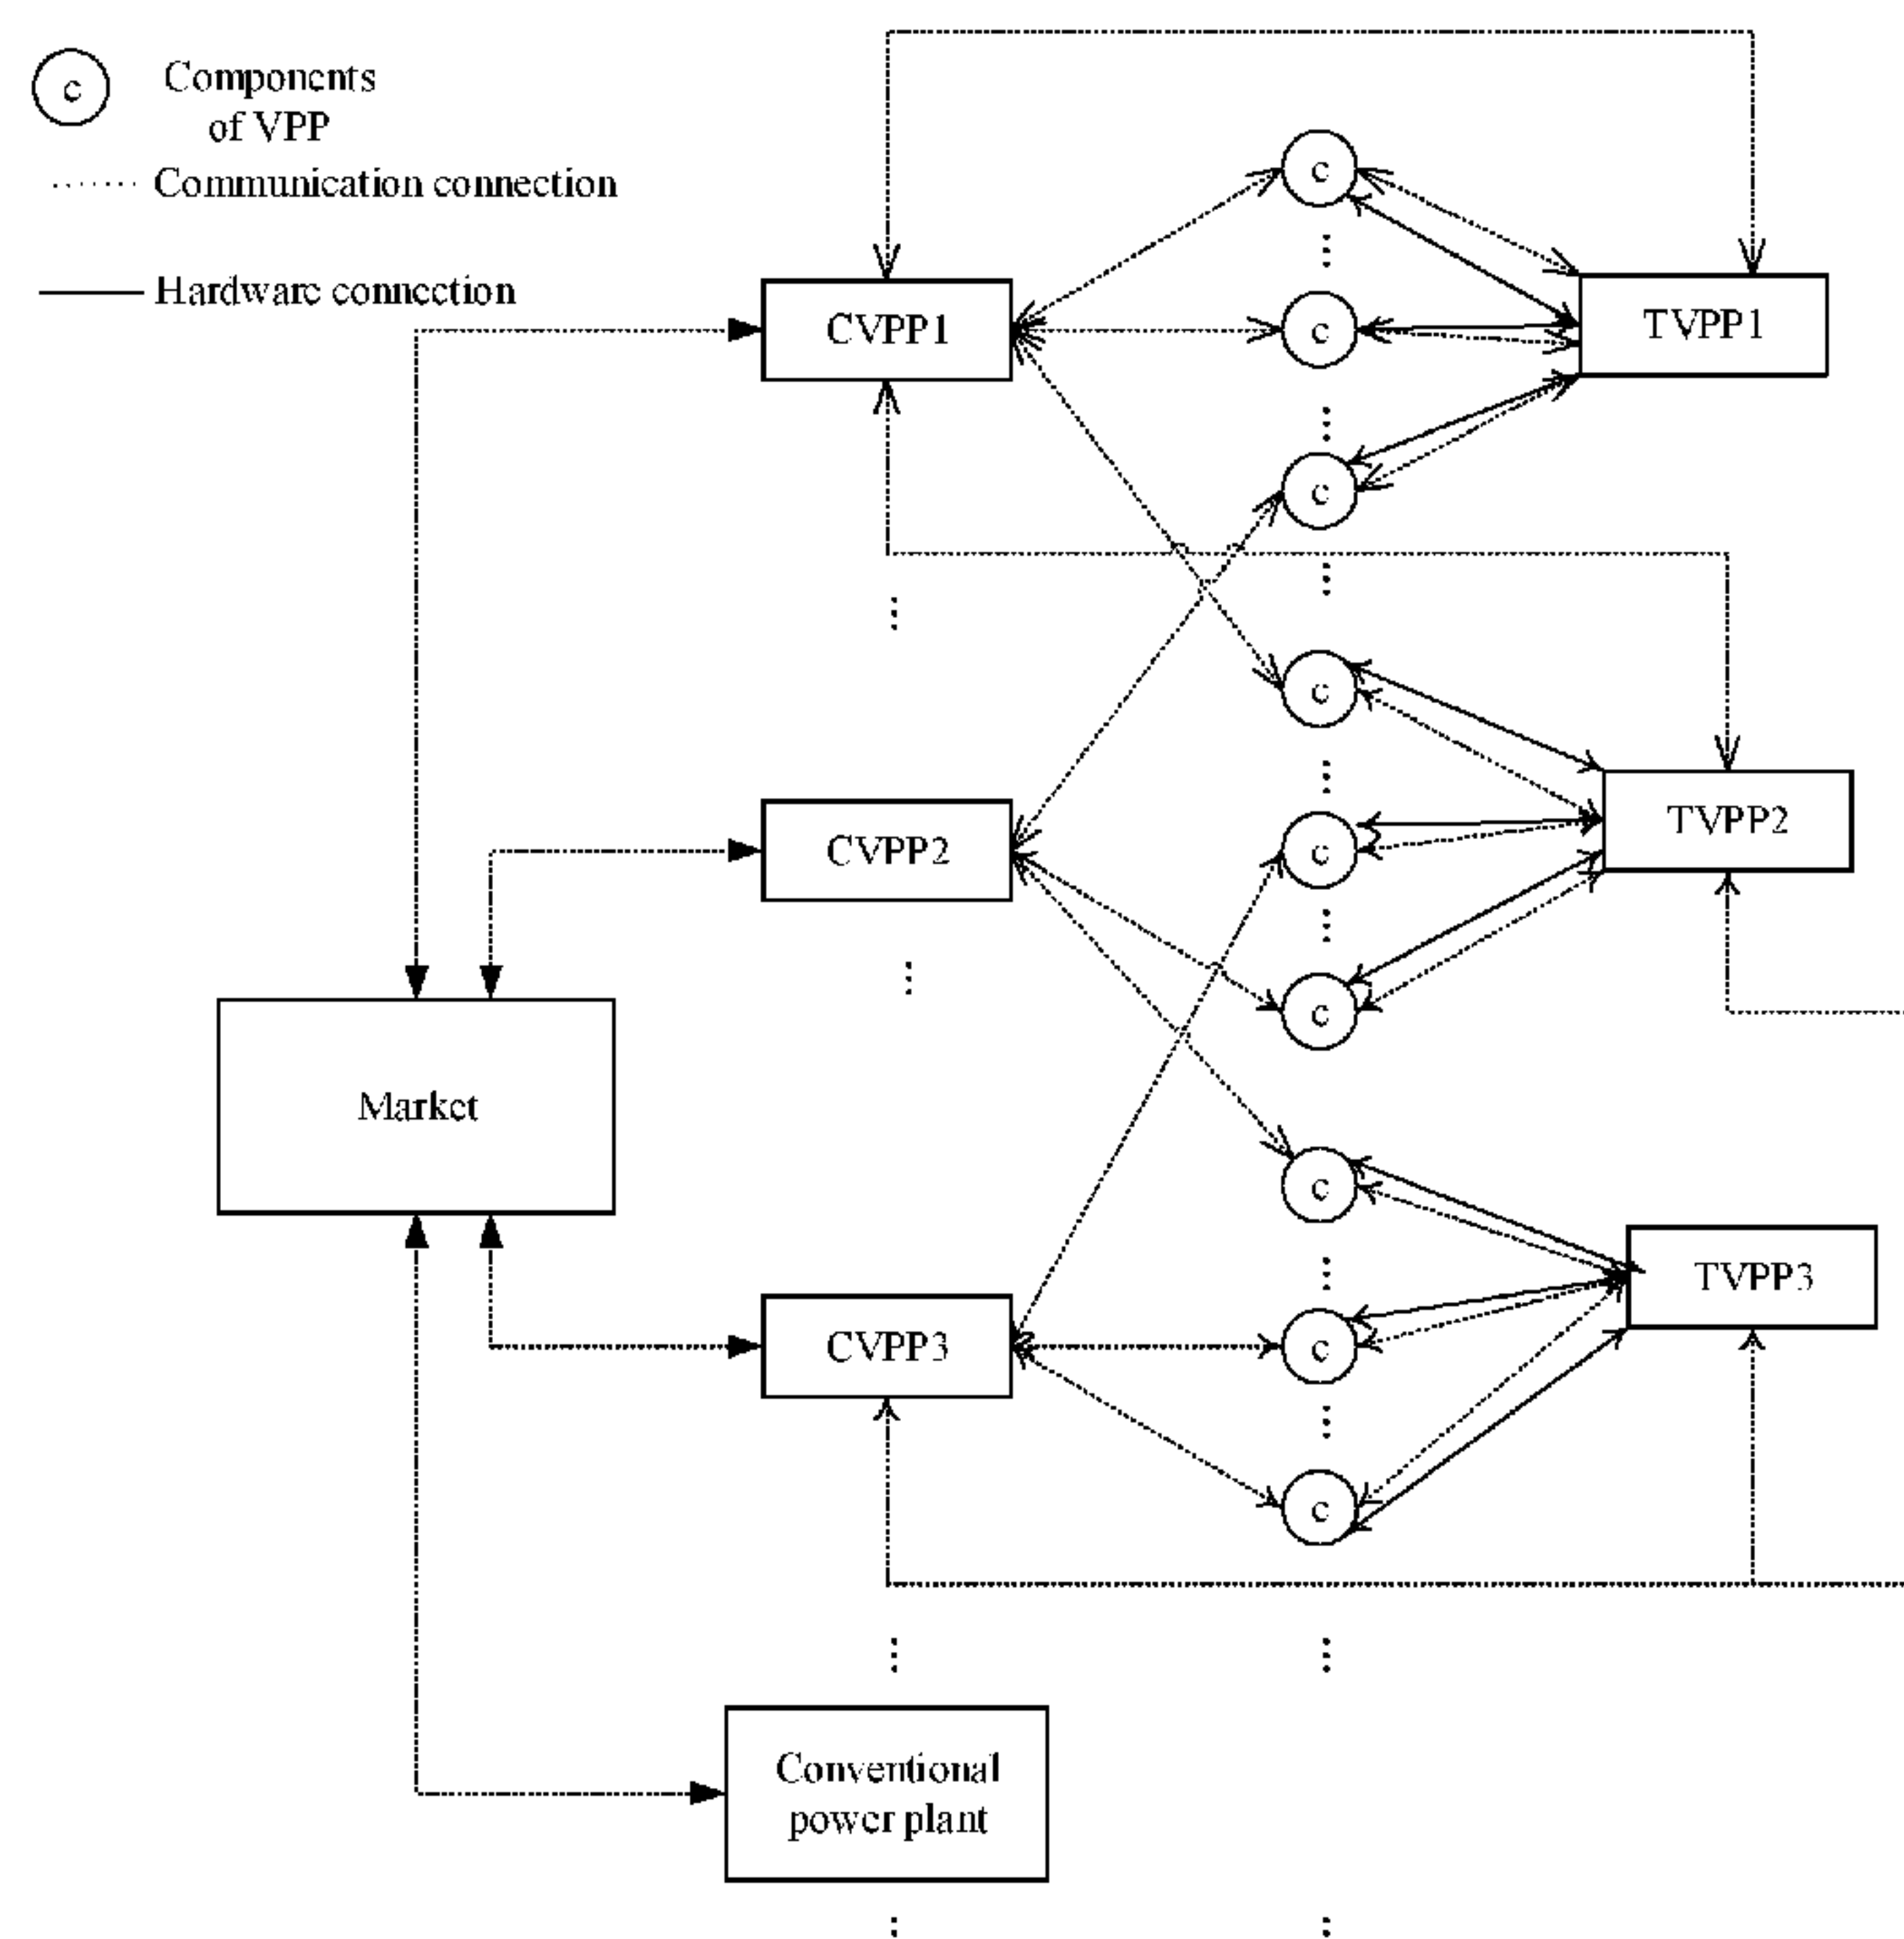 c
Components
of VPP
Communication connection
Hardware connection
c
CVPP1
c
TVPP1
c
c
CVPP2
c
TVPP2
c
Market
c
CVPP3
c
TVPP3
c
Conventional
power plant